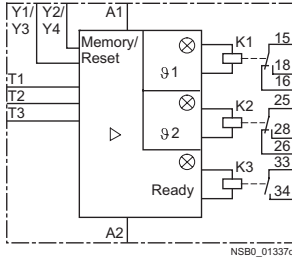 Y1/ Y2/ A1
Y3 Y4
Memory/
Reset
K1
15
ϑ1
18
16
T1
T2
T3
K2
25
ϑ2
28
26
K3
33
Ready
34
A2
NSB0_01337c